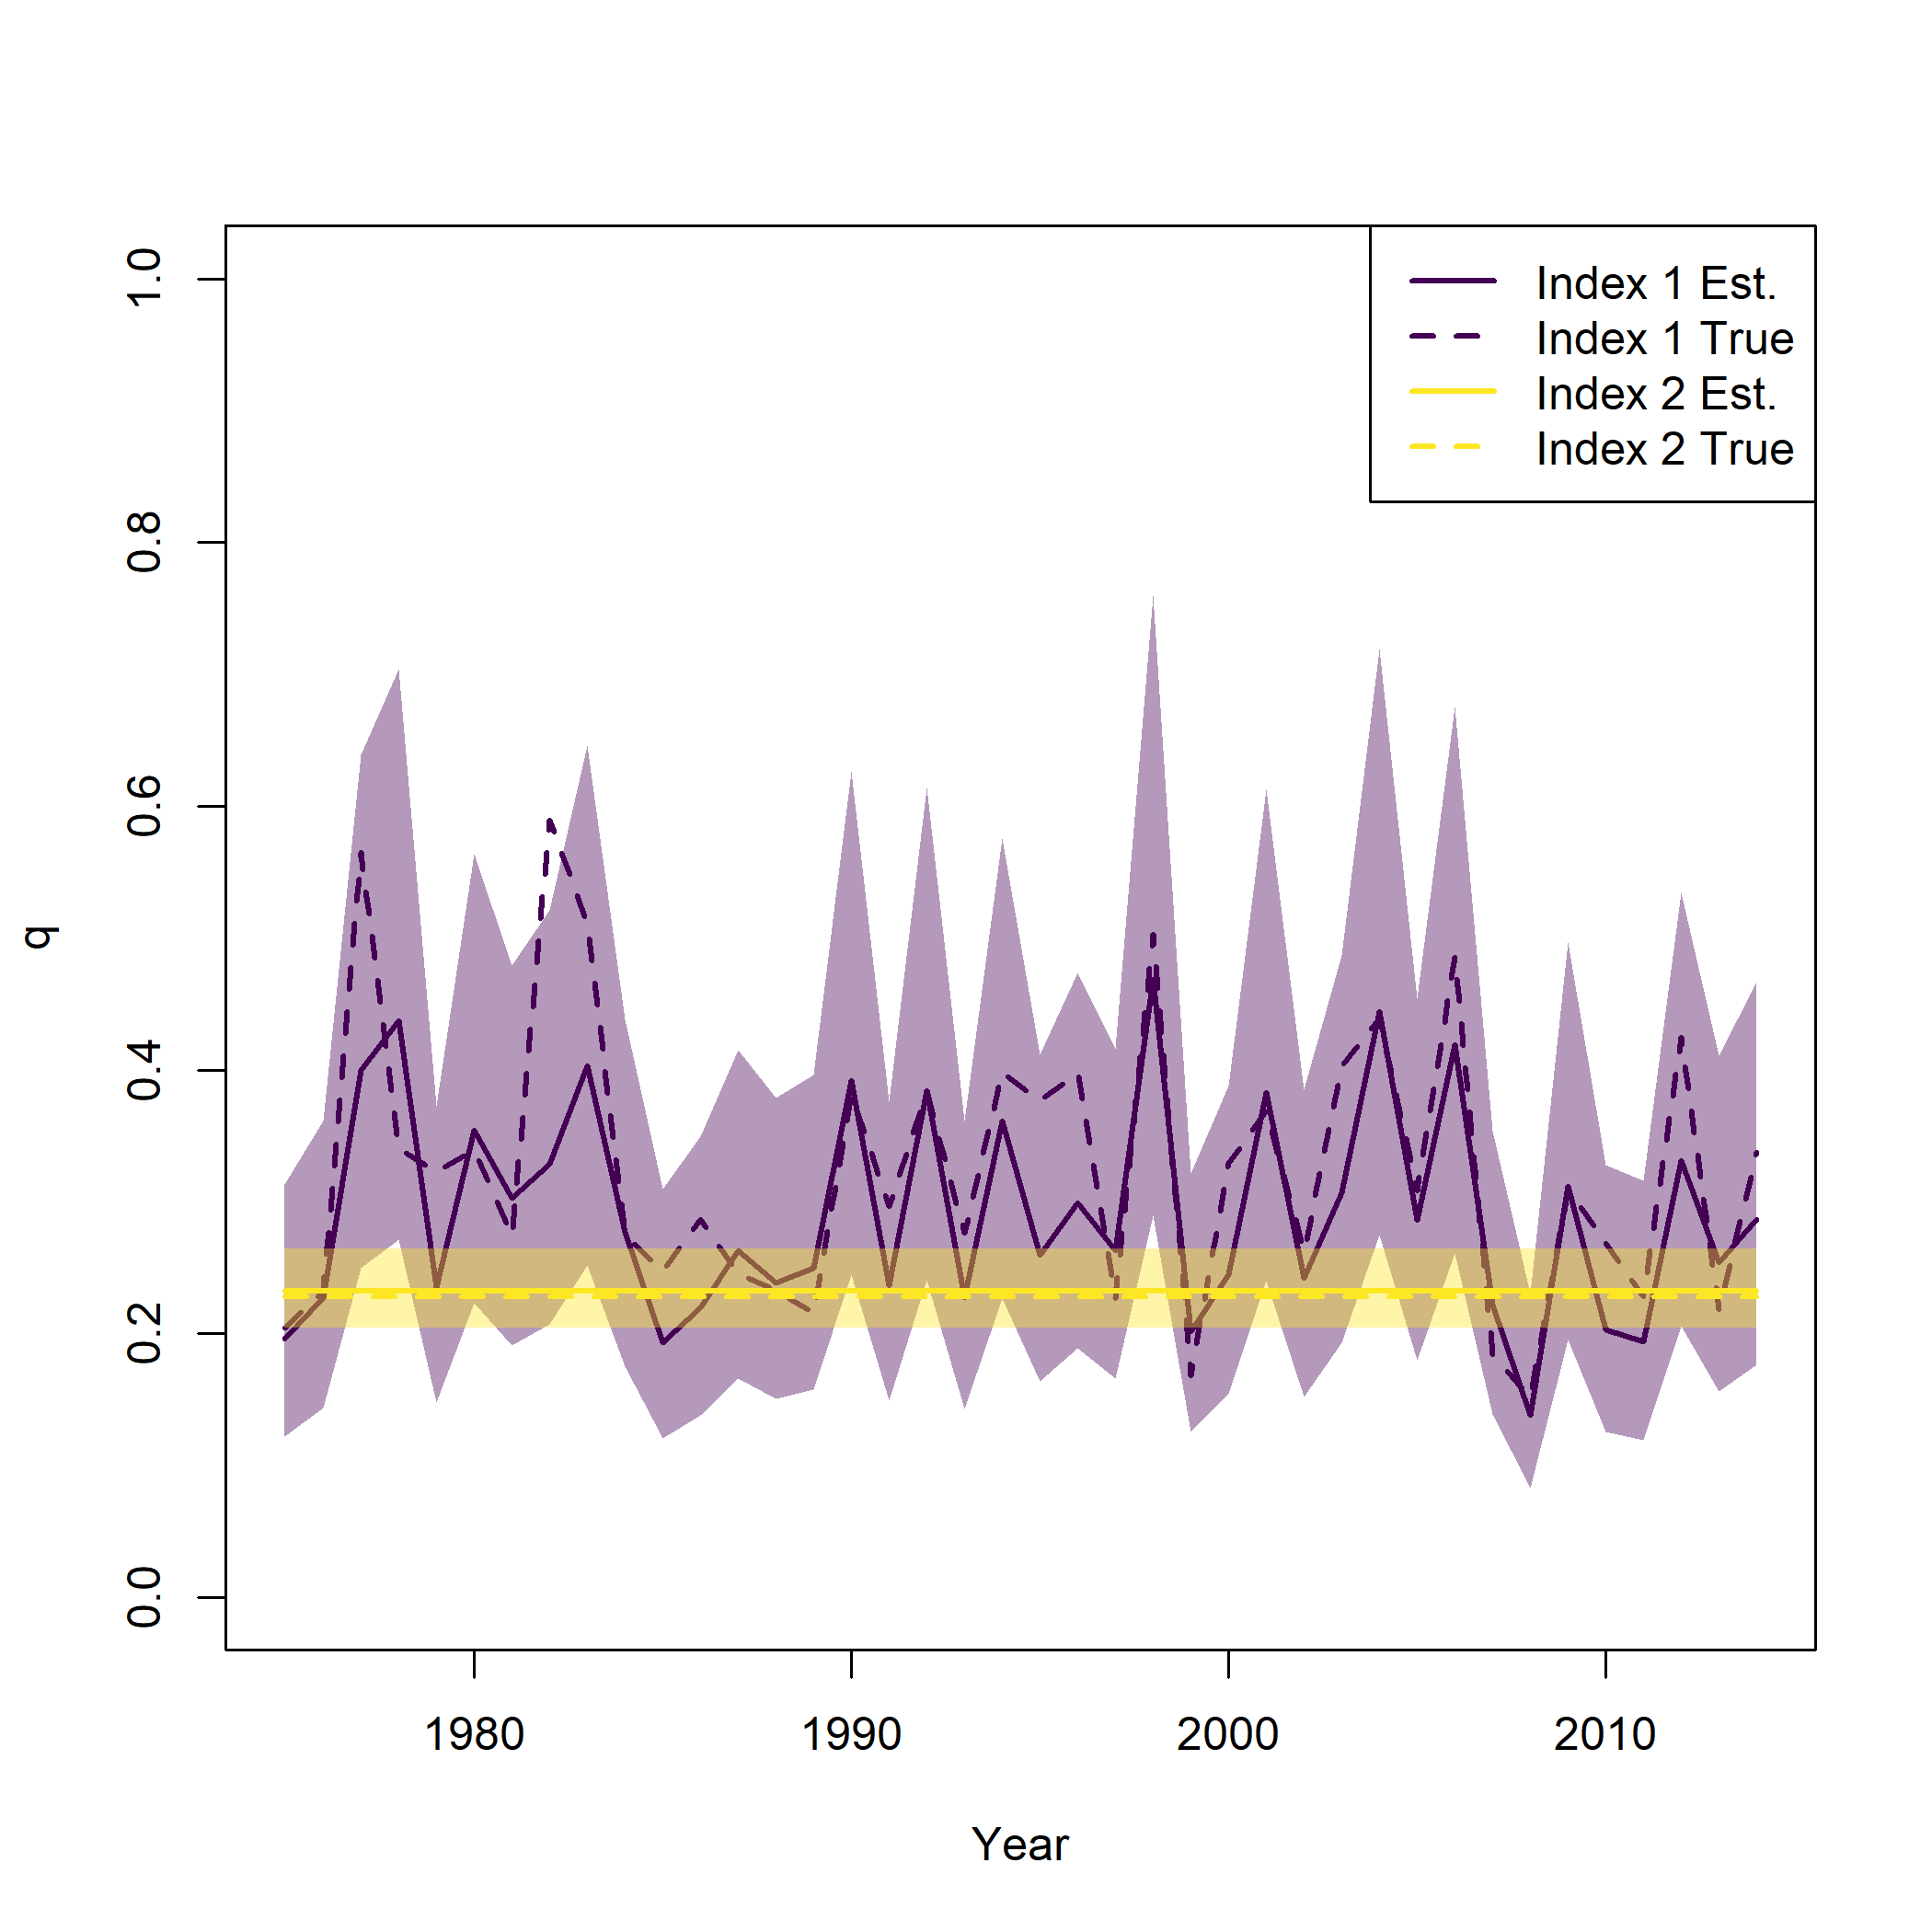 1.0
0.8
0.6
0.4
0.2
0.0
q
Index 1 Est.
Index 1 True
Index 2 Est.
Index 2 True
1980 1990 2000 2010
Year